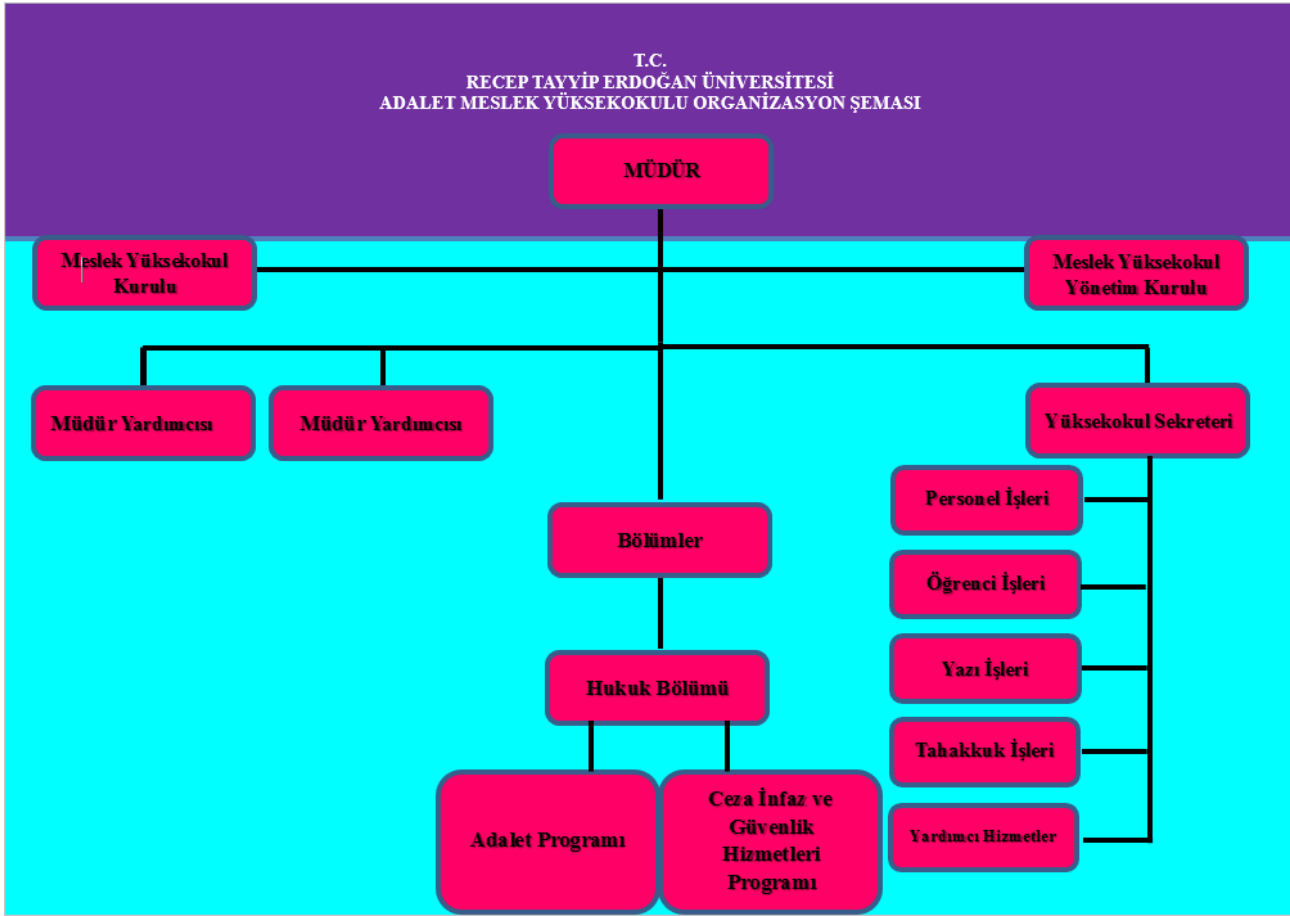 T.C.
RECEP TAYYİP ERDOĞAN ÜNİVERSİTESİ
ADALET MESLEK YÜKSEKOKULU ORGANİZASYON ŞEMASI
MÜDÜR
Meslek Yüksekokul
Kurulu
Meslek Yüksekokul
Yönetim Kurulu
Müdür Yardımcısı
Müdür Yardımcısı
Yüksekokul Sekreteri
Personel İşleri
Bölümler
Öğrenci İşleri
Yazı İşleri
Hukuk Bölümü
Tahakkuk İşleri
Adalet Programı
Ceza İnfaz ve
Güvenlik
Hizmetleri
Programı
Yardımcı Hizmetler